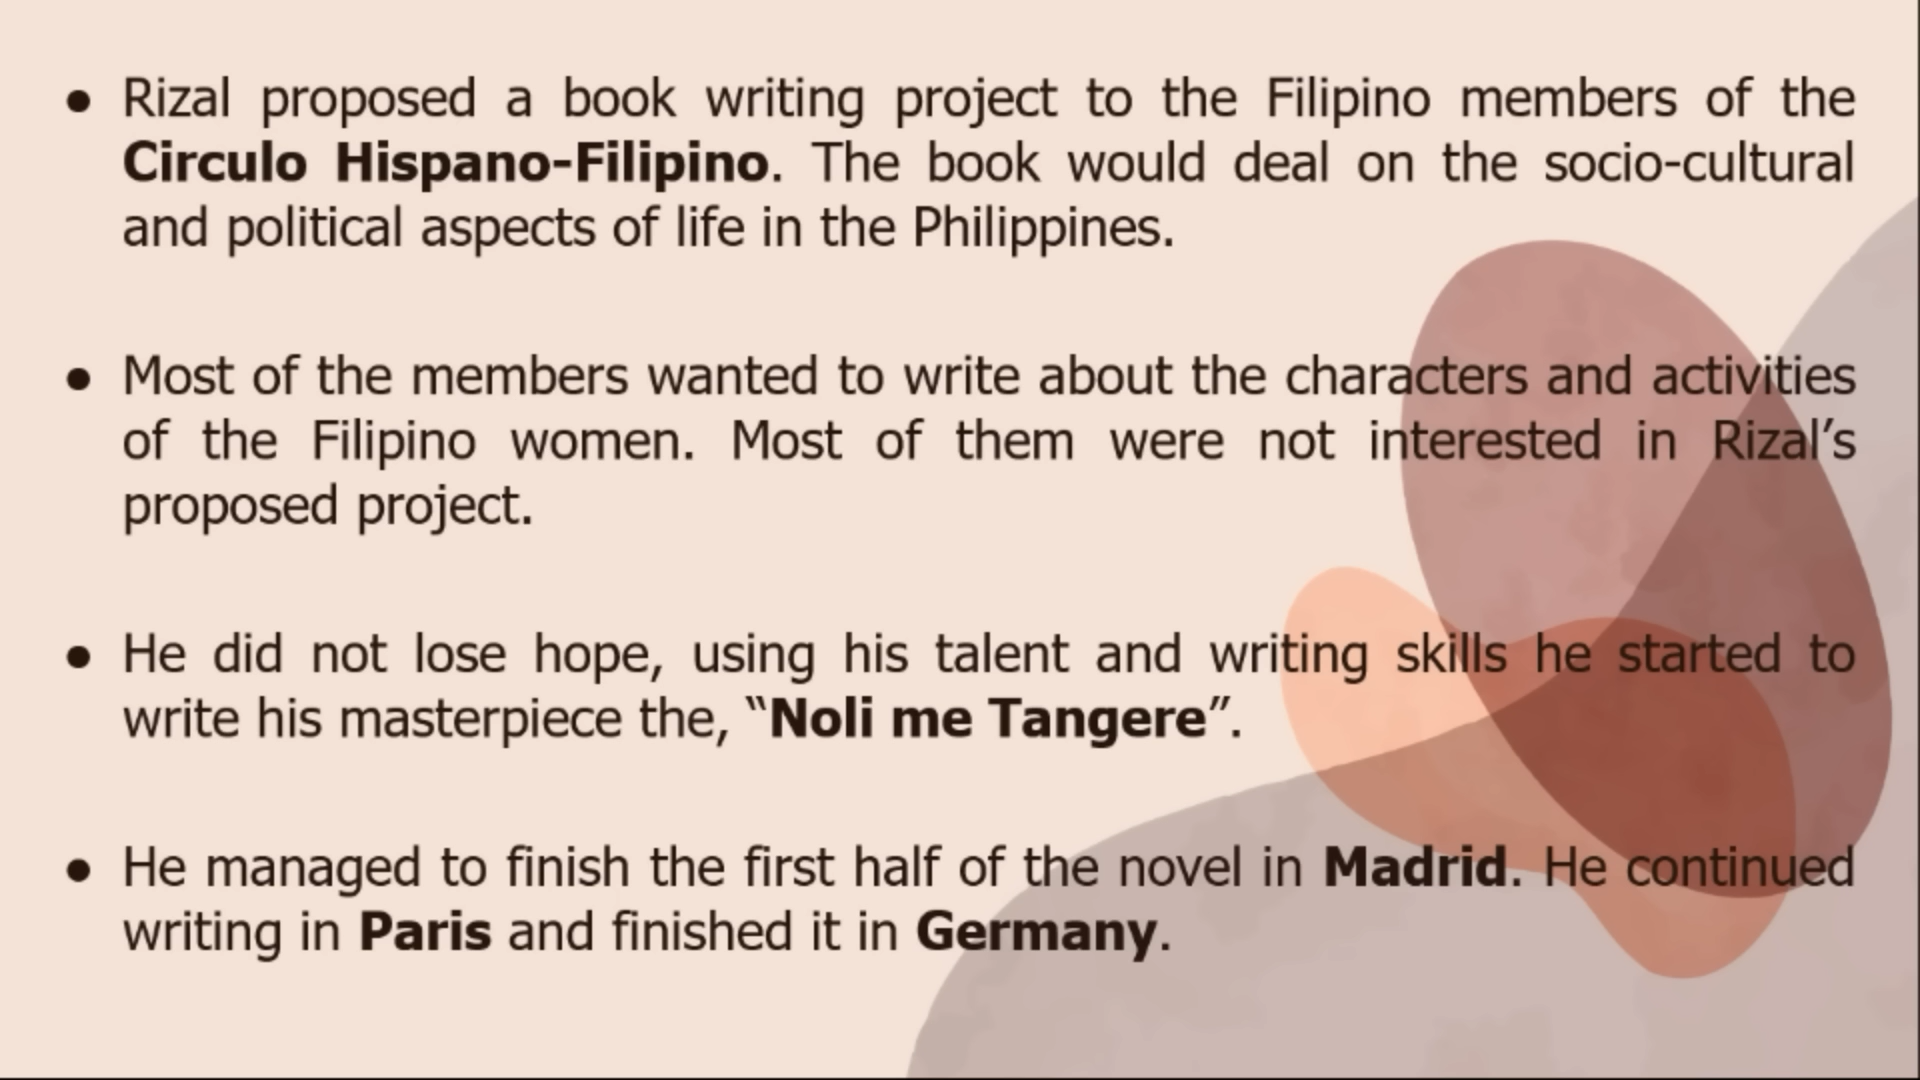 • Rizal proposed a book writing project to the Filipino members of the
Circulo Hispano-Filipino. The book would deal on the socio-cultural
and political aspects of life in the Philippines.
• Most of the members wanted to write about the characters and activities
of the Filipino women. Most of them were not interested in Rizal’s
proposed project.
• He did not lose hope, using his talent and writing skills he started to
write his masterpiece the, “Noli me Tangere”.
• He managed to finish the first half of the novel in Madrid. He continued
writing in Paris and finished it in Germany.